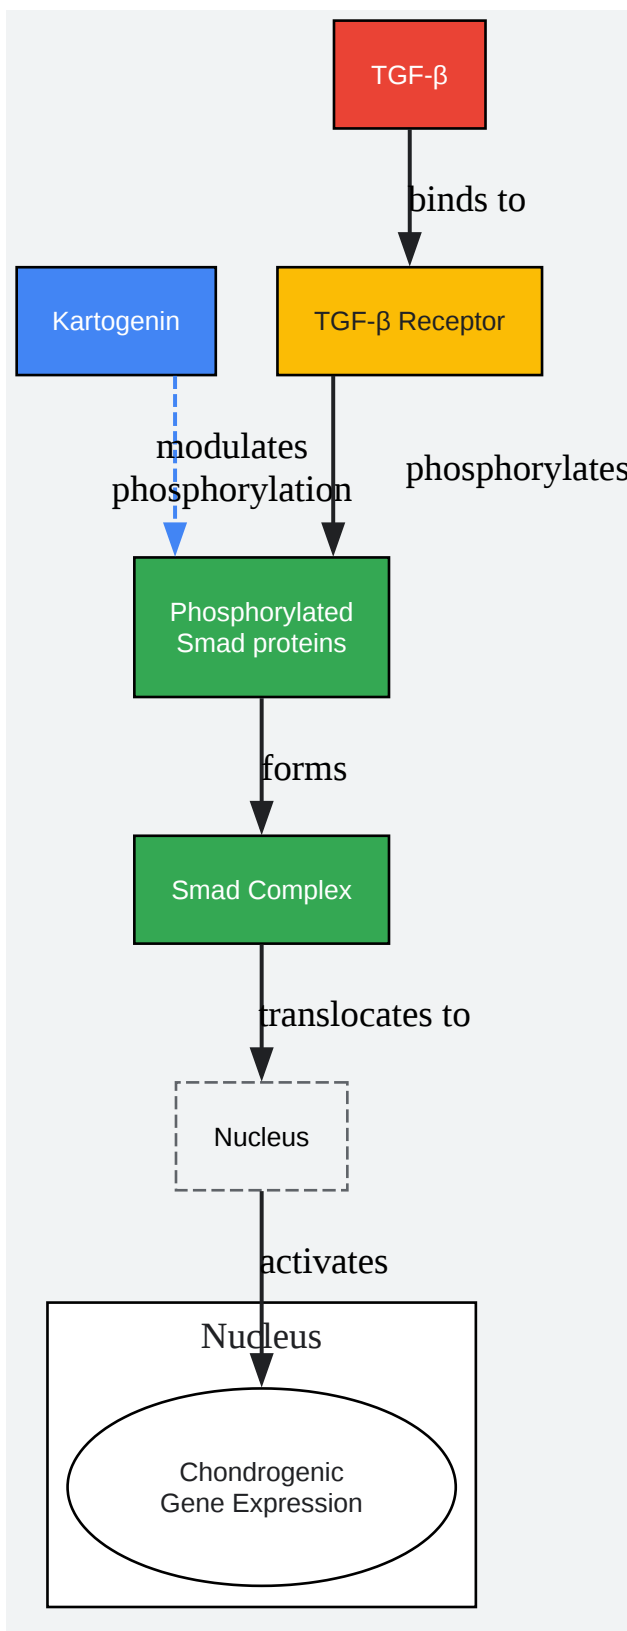 TGF-β
binds to
Kartogenin
TGF-β Receptor
modulates
phosphorylation
phosphorylates
Phosphorylated
Smad proteins
forms
Smad Complex
translocates to
Nucleus
activates
Nucleus
Chondrogenic
Gene Expression